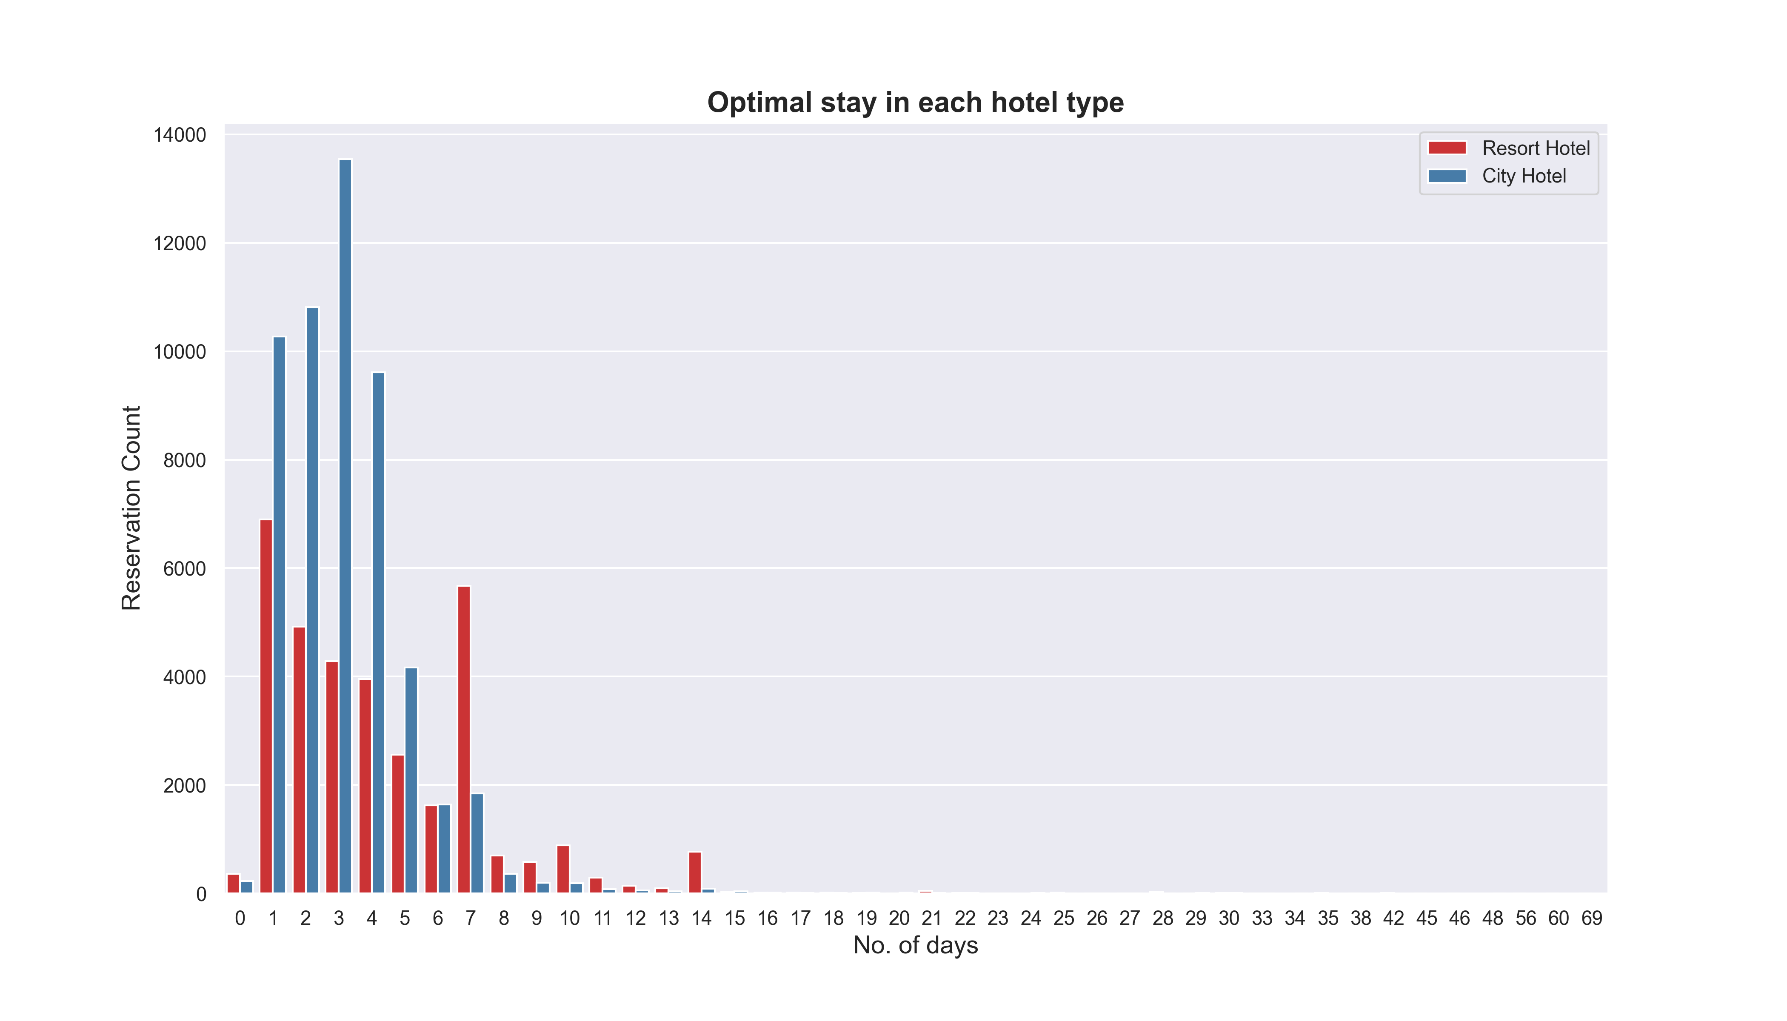 Optimal stay in each hotel type
Resort Hotel
City Hotel
14000
12000
10000
8000
6000
4000
2000
0
Reservation Count
0 1 2 3 4 5 6 7 8 9 10 11 12 13 14 15 16 17 18 19 20 21 22 23 24 25 26 27 28 29 30 33 34 35 38 42 45 46 48 56 60 69
No. of days